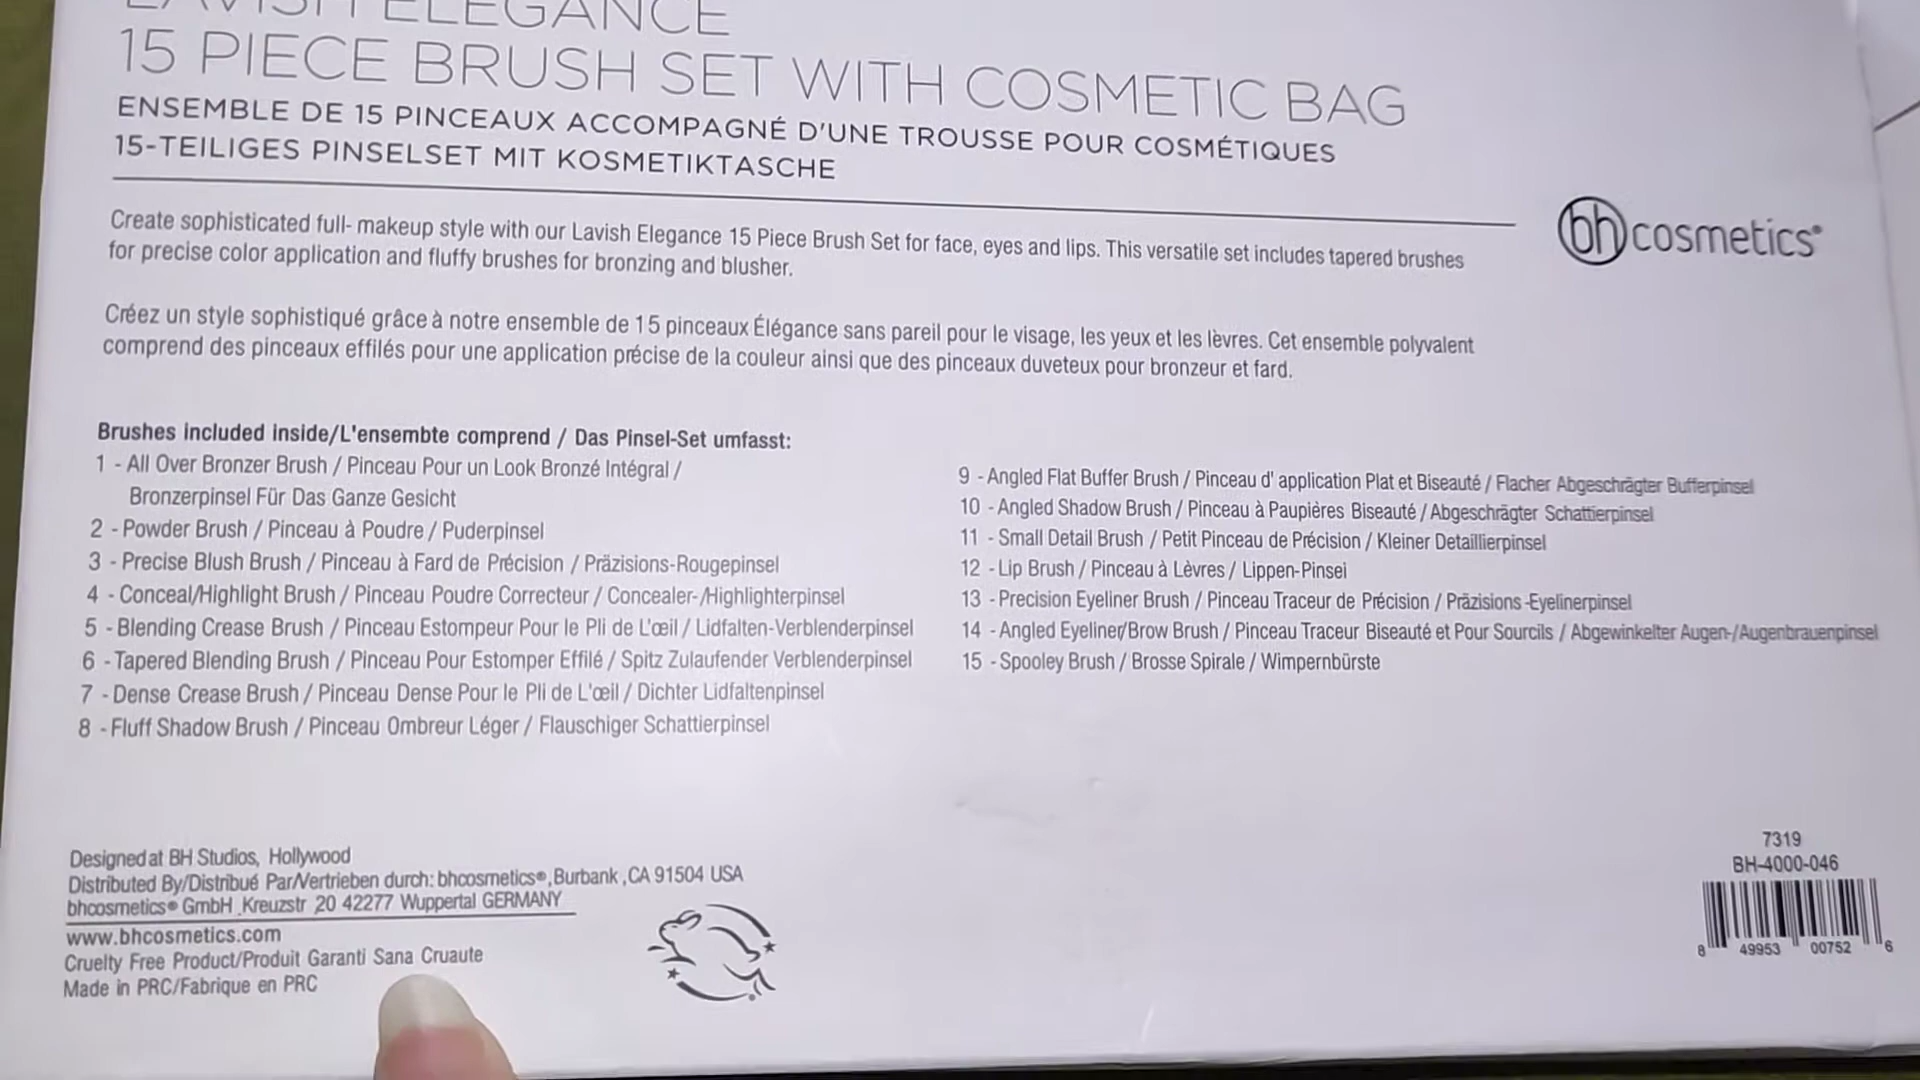 LAVISH ELEGANCE
15 PIECE BRUSH SET WITH COSMETIC BAG
ENSEMBLE DE 15 PINCEAUX ACCOMPAGNÉ D'UNE TROUSSE POUR COSMÉTIQUES
15-TEILIGES PINSELSET MIT KOSMETIKTASCHE
bhcosmetics®
Create sophisticated full- makeup style with our Lavish Elegance 15 Piece Brush Set for face, eyes and lips. This versatile set includes tapered brushes
for precise color application and fluffy brushes for bronzing and blusher.
Créez un style sophistiqué grâce à notre ensemble de 15 pinceaux Élégance sans pareil pour le visage, les yeux et les lèvres. Cet ensemble polyvalent
comprend des pinceaux effilés pour une application précise de la couleur ainsi que des pinceaux duveteux pour bronzeur et fard.
Brushes included inside/L'ensembte comprend / Das Pinsel-Set umfasst:
1 - All Over Bronzer Brush / Pinceau Pour un Look Bronzé Intégral /
Bronzerpinsel Für Das Ganze Gesicht
2 - Powder Brush / Pinceau à Poudre / Puderpinsel
3 - Precise Blush Brush / Pinceau à Fard de Précision / Präzisions-Rougepinsel
4 - Conceal/Highlight Brush / Pinceau Poudre Correcteur / Concealer-/Highlighterpinsel
5 - Blending Crease Brush / Pinceau Estompeur Pour le Pli de L'œil / Lidfalten-Verblenderpinsel
6 - Tapered Blending Brush / Pinceau Pour Estomper Effilé / Spitz Zulaufender Verblenderpinsel
7 - Dense Crease Brush / Pinceau Dense Pour le Pli de L'œil / Dichter Lidfaltenpinsel
8 - Fluff Shadow Brush / Pinceau Ombreur Léger / Flauschiger Schattierpinsel
9 - Angled Flat Buffer Brush / Pinceau d' application Plat et Biseauté / Flacher Abgeschrägter Bufferpinsel
10 - Angled Shadow Brush / Pinceau à Paupières Biseauté / Abgeschrägter Schattierpinsel
11 - Small Detail Brush / Petit Pinceau de Précision / Kleiner Detaillierpinsel
12 - Lip Brush / Pinceau à Lèvres / Lippen-Pinsei
13 - Precision Eyeliner Brush / Pinceau Traceur de Précision / Präzisions-Eyelinerpinsel
14 - Angled Eyeliner/Brow Brush / Pinceau Traceur Biseauté et Pour Sourcils / Abgewinkelter Augen-/Augenbrauenpinsel
15 - Spooley Brush / Brosse Spirale / Wimpernbürste
Designed at BH Studios, Hollywood
Distributed By/Distribué Par/Vertrieben durch: bhcosmetics®, Burbank ,CA 91504 USA
bhcosmetics® GmbH Kreuzstr 20 42277 Wuppertal GERMANY
www.bhcosmetics.com
Cruelty Free Product/Produit Garanti Sana Cruaute
Made in PRC/Fabrique en PRC
7319
BH-4000-046
8 49953 00752 6